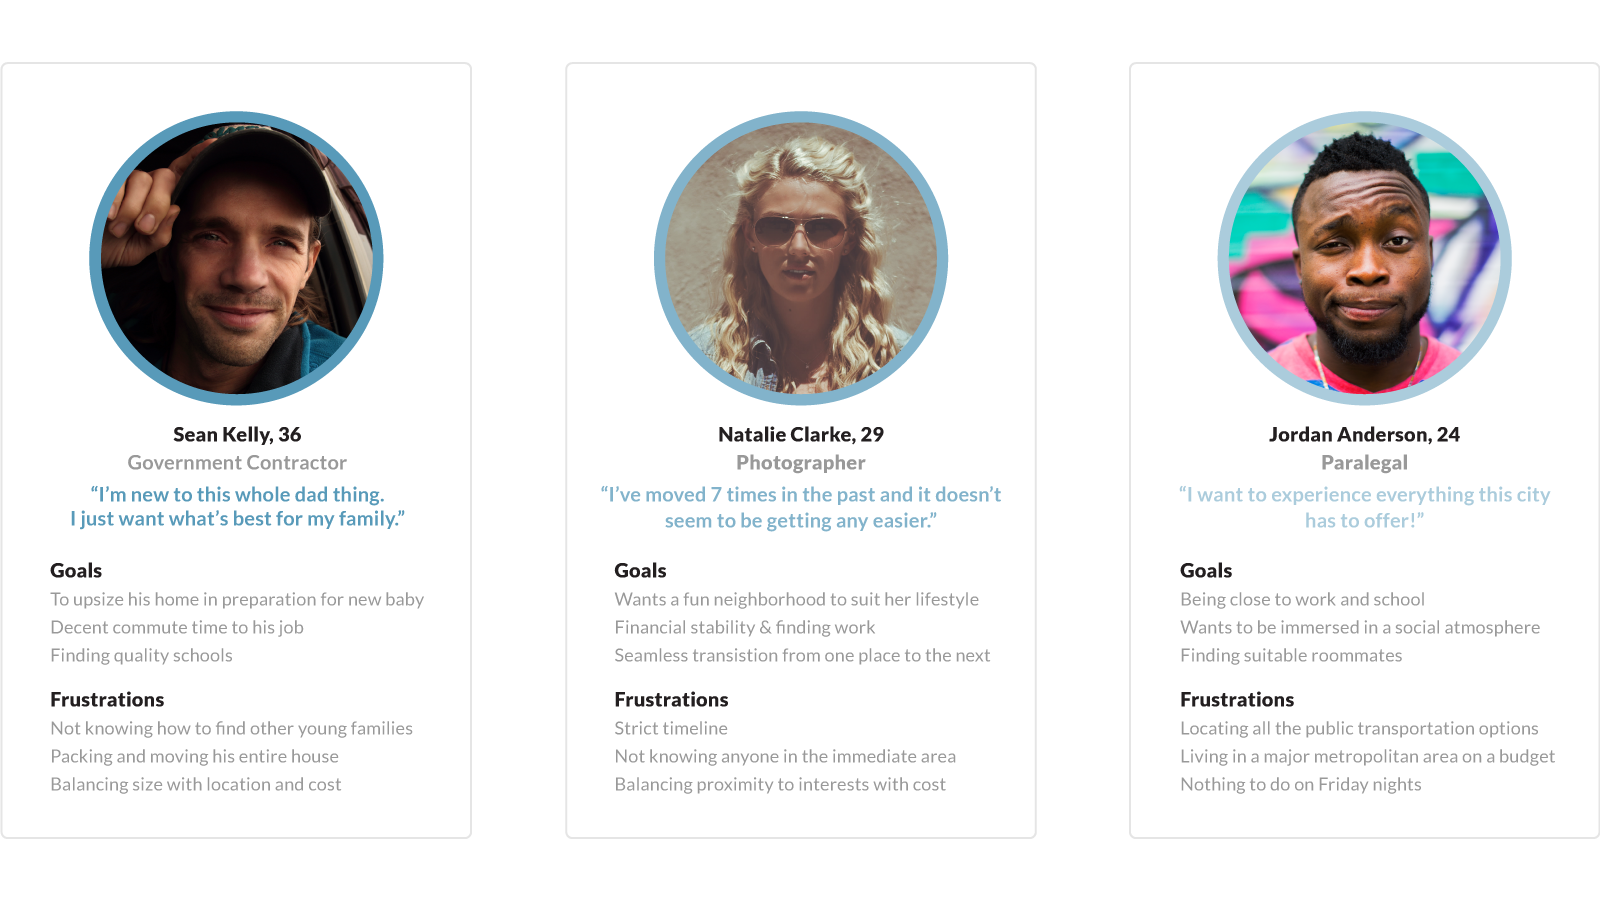 Sean Kelly, 36
Government Contractor
“I’m new to this whole dad thing.
I just want what’s best for my family.”
Goals
To upsize his home in preparation for new baby
Decent commute time to his job
Finding quality schools
Frustrations
Not knowing how to find other young families
Packing and moving his entire house
Balancing size with location and cost
Natalie Clarke, 29
Photographer
“I’ve moved 7 times in the past and it doesn’t
seem to be getting any easier.”
Goals
Wants a fun neighborhood to suit her lifestyle
Financial stability & finding work
Seamless transistion from one place to the next
Frustrations
Strict timeline
Not knowing anyone in the immediate area
Balancing proximity to interests with cost
Jordan Anderson, 24
Paralegal
“I want to experience everything this city
has to offer!”
Goals
Being close to work and school
Wants to be immersed in a social atmosphere
Finding suitable roommates
Frustrations
Locating all the public transportation options
Living in a major metropolitan area on a budget
Nothing to do on Friday nights